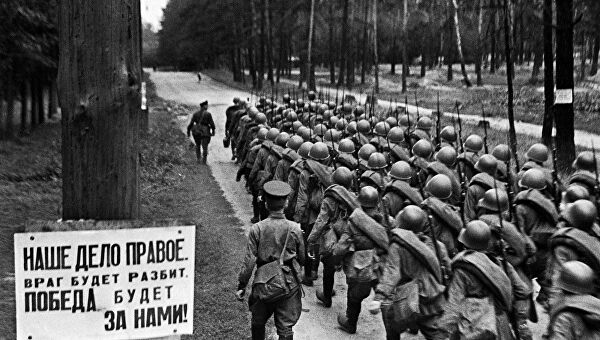 НАШЕ ДЕЛО ПРАВОЕ.
ВРАГ БУДЕТ РАЗБИТ.
ПОБЕДА БУДЕТ
ЗА НАМИ!